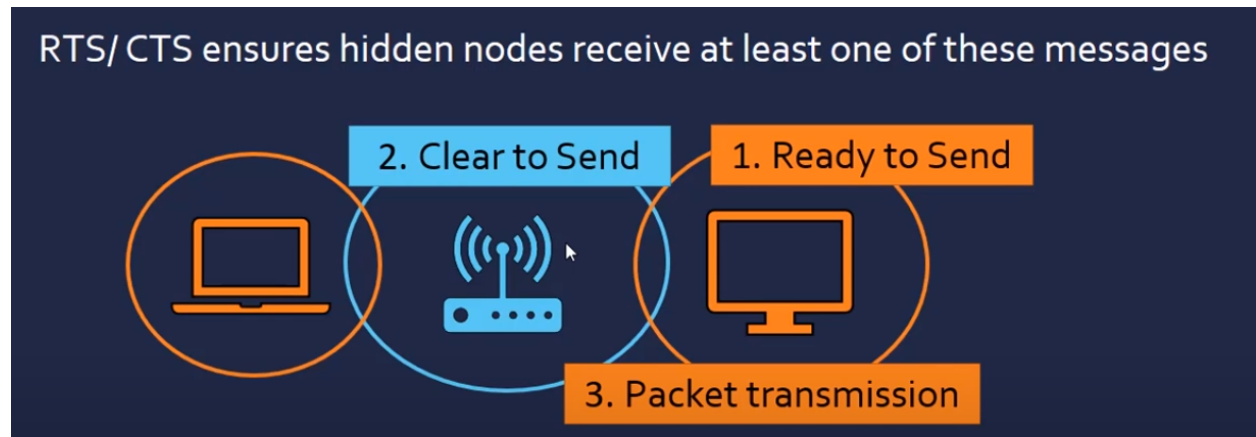 RTS/ CTS ensures hidden nodes receive at least one of these messages
2. Clear to Send
1. Ready to Send
3. Packet transmission